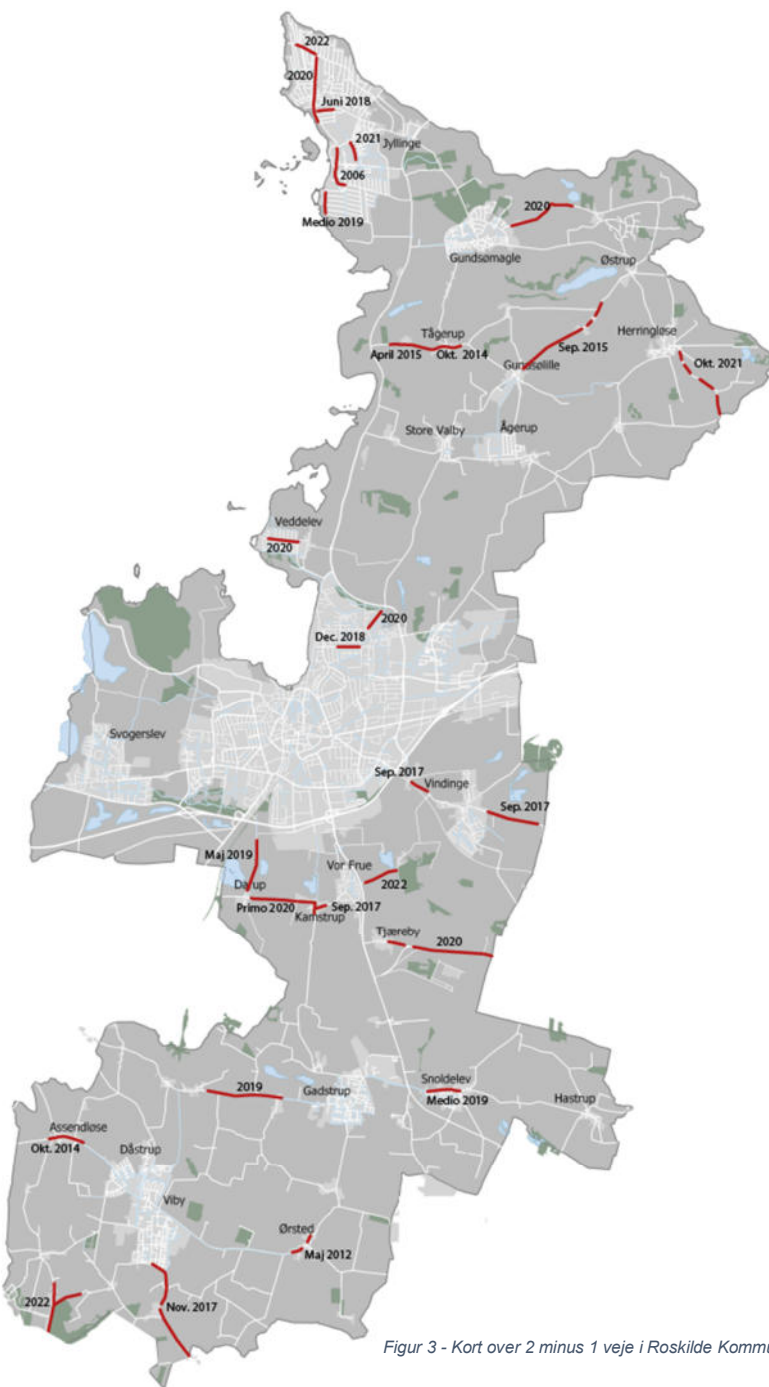 2022
2020
Juni 2018
2021
Jyllinge
2006
Medio 2019
2020
Gundsømagle
Østrup
Tågerup
April 2015
Okt. 2014
Sep. 2015
Herringløse
Okt. 2021
Gundsølille
Store Valby
Ågerup
Veddelev
2020
2020
Dec. 2018
Svogerslev
Sep. 2017
Vindinge
Sep. 2017
Maj 2019
Vor Frue
2022
Darup
Primo 2020
Sep. 2017
Kamstrup
Tjæreby
2020
2019
Gadstrup
Snoldelev
Medio 2019
Hastrup
Assendløse
Okt. 2014
Dåstrup
Viby
Ørsted
Maj 2012
2022
Nov. 2017
Figur 3 - Kort over 2 minus 1 veje i Roskilde Kommu